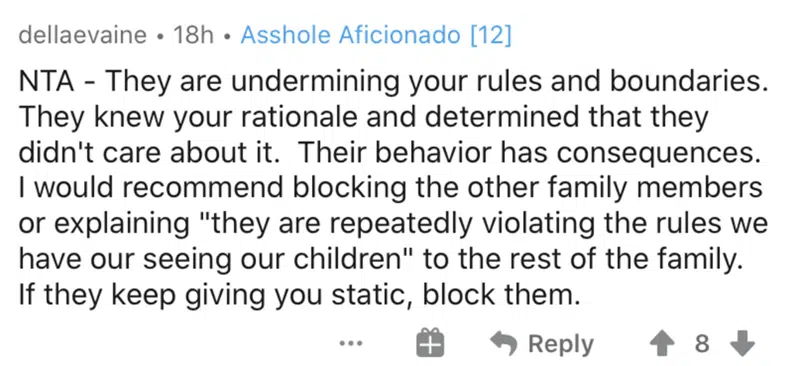 dellaevaine • 18h • Asshole Aficionado [12]
NTA - They are undermining your rules and boundaries.
They knew your rationale and determined that they
didn't care about it.  Their behavior has consequences.
I would recommend blocking the other family members
or explaining "they are repeatedly violating the rules we
have our seeing our children" to the rest of the family.
If they keep giving you static, block them.
... Reply 8